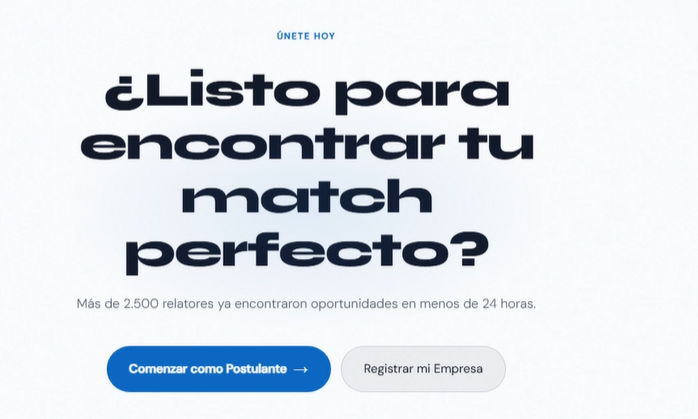 ÚNETE HOY
¿Listo para
encontrar tu
match
perfecto?
Más de 2.500 relatores ya encontraron oportunidades en menos de 24 horas.
Comenzar como Postulante →
Registrar mi Empresa